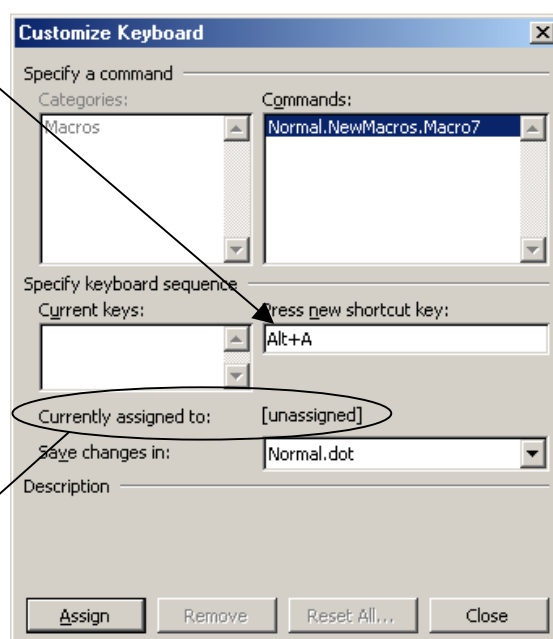 Customize Keyboard
Specify a command
Categories: Commands:
Macros Normal.NewMacros.Macro7
Specify keyboard sequence
Current keys: Press new shortcut key:
Alt+A
Currently assigned to: [unassigned]
Save changes in: Normal.dot
Description
Assign Remove Reset All... Close